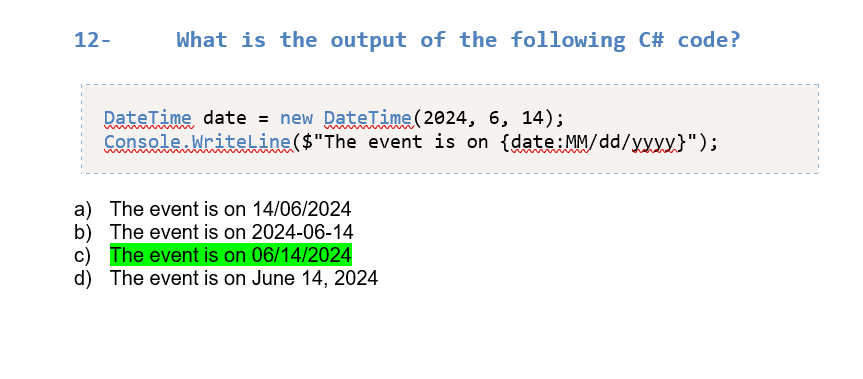 12- What is the output of the following C# code?
DateTime date = new DateTime(2024, 6, 14);
Console.WriteLine($"The event is on {date:MM/dd/yyyy}");
a) The event is on 14/06/2024
b) The event is on 2024-06-14
c) The event is on 06/14/2024
d) The event is on June 14, 2024